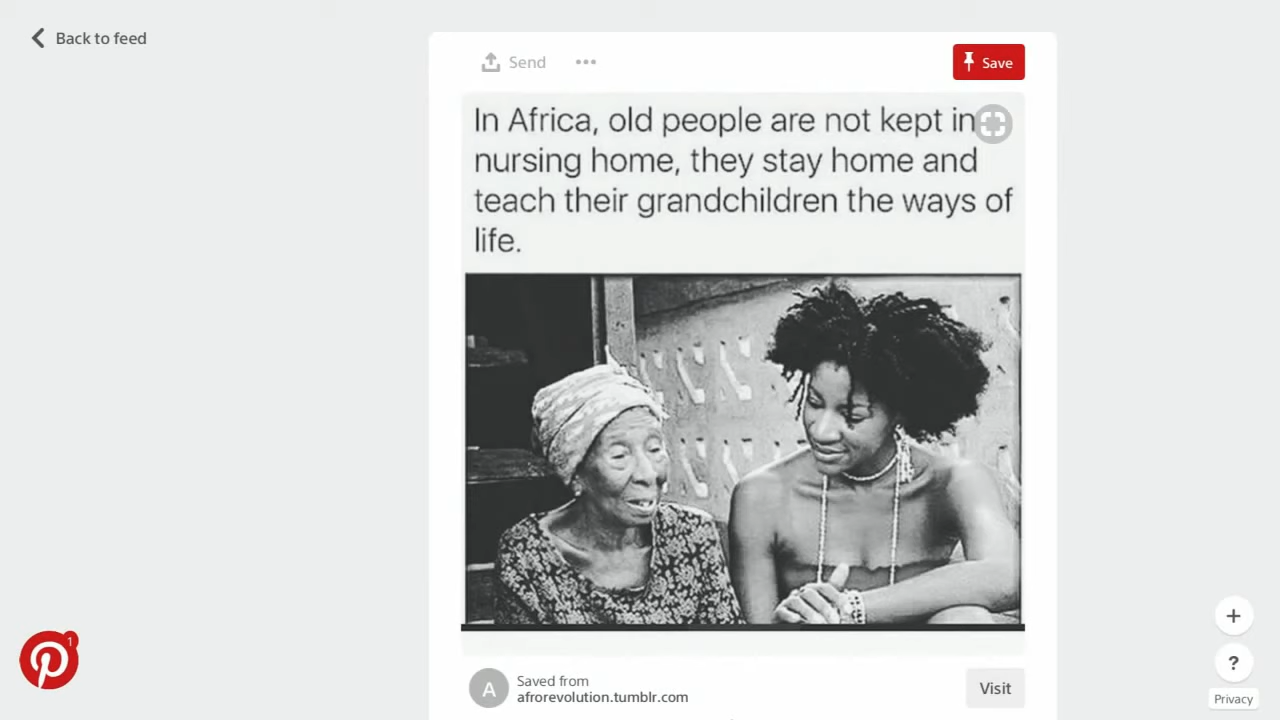 Back to feed
Send
Save
In Africa, old people are not kept in
nursing home, they stay home and
teach their grandchildren the ways of
life.
1
A
Saved from
afrorevolution.tumblr.com
Visit
+
?
Privacy